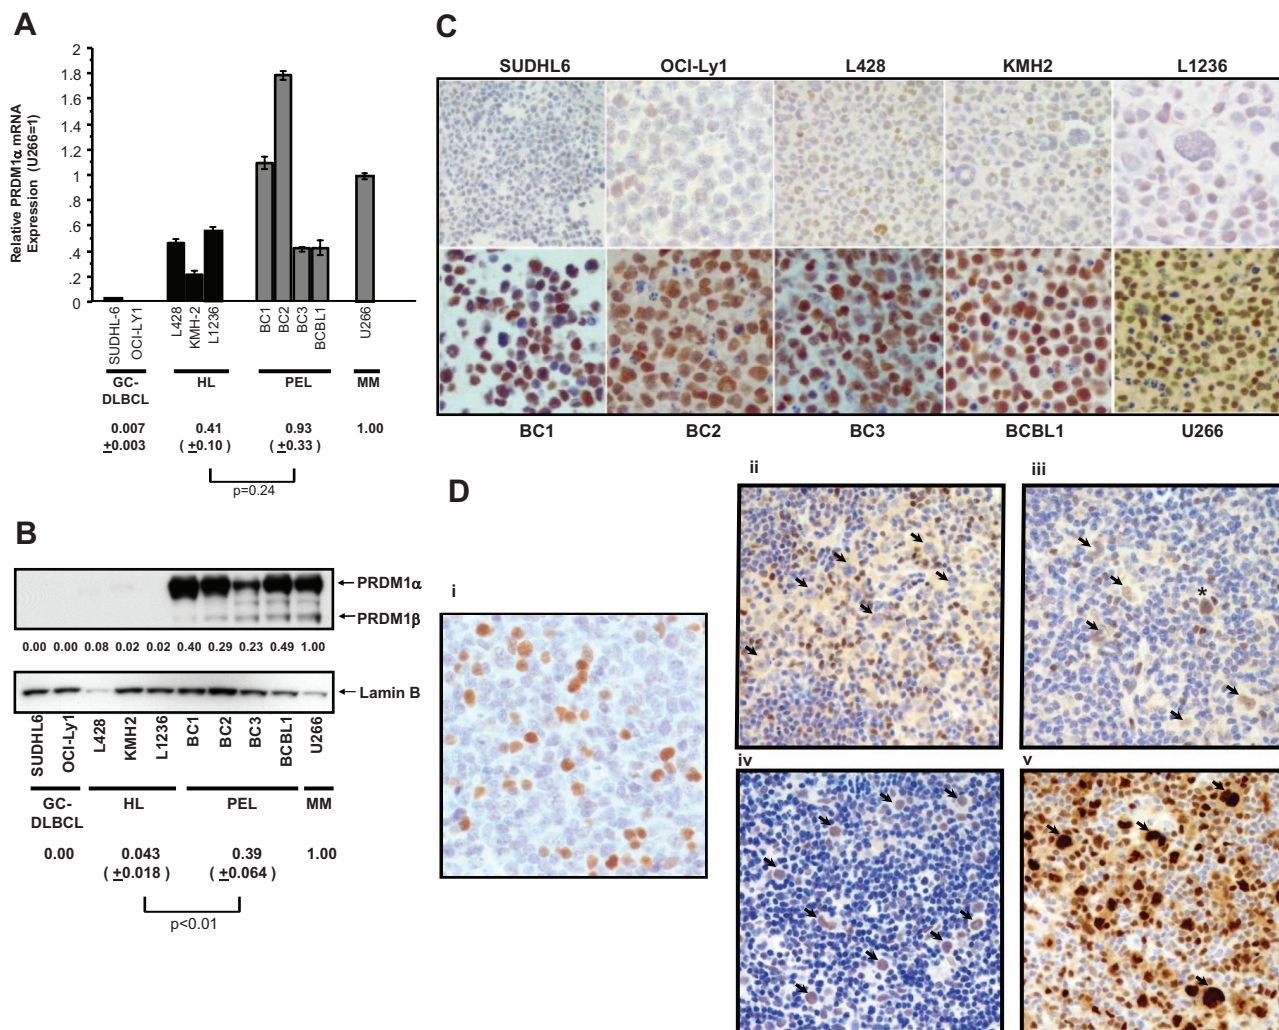 A
2
1.8
1.6
1.4
1.2
1
.8
.6
.4
.2
0
Relative PRDM1α mRNA
Expression (U266=1)
SUDHL-6
OCI-LY1
L428
KMH-2
L1236
BC1
BC2
BC3
BCBL1
U266
GC-
DLBCL
HL
PEL
MM
0.007
±0.003
0.41
( ±0.10 )
0.93
( ±0.33 )
1.00
p=0.24
B
PRDM1α
PRDM1β
0.00 0.00 0.08 0.02 0.02 0.40 0.29 0.23 0.49 1.00
Lamin B
SUDHL6
OCI-Ly1
L428
KMH2
L1236
BC1
BC2
BC3
BCBL1
U266
GC-
DLBCL
HL
PEL
MM
0.00
0.043
( ±0.018 )
0.39
( ±0.064 )
1.00
p<0.01
C
SUDHL6 OCI-Ly1 L428 KMH2 L1236
BC1 BC2 BC3 BCBL1 U266
D
i
ii
iii
*
iv
v